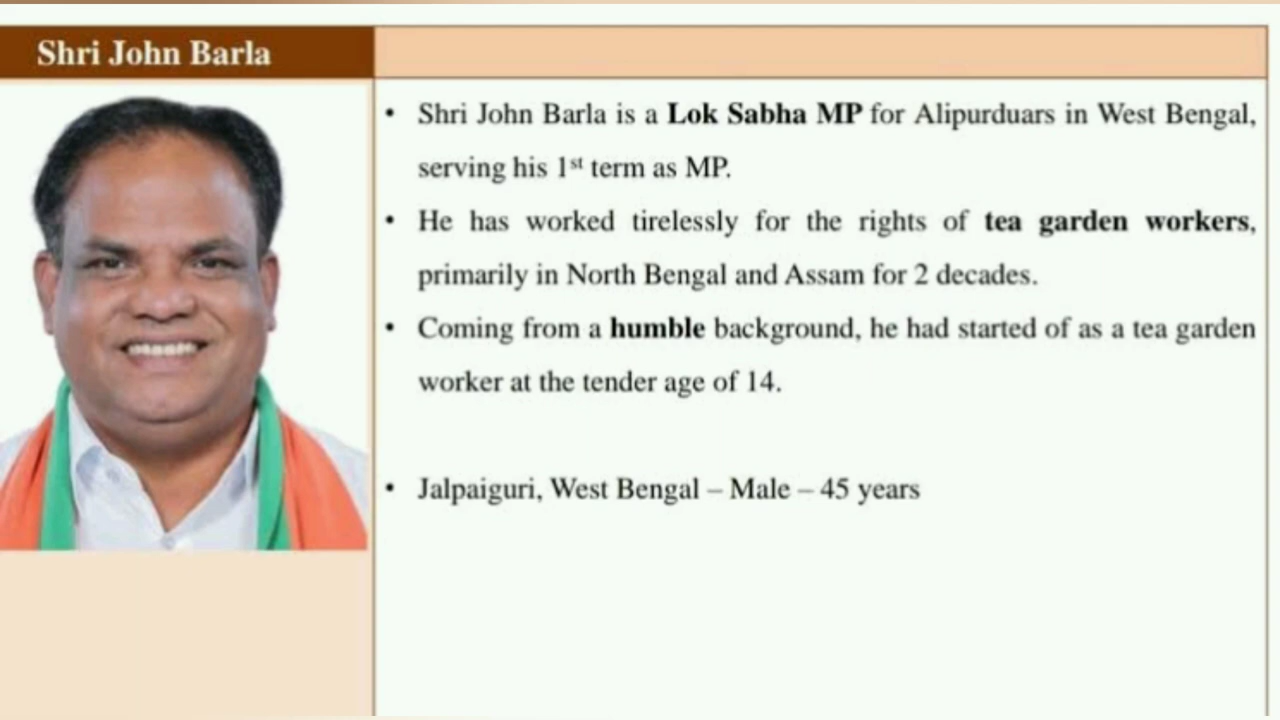 Shri John Barla
• Shri John Barla is a Lok Sabha MP for Alipurduars in West Bengal,
serving his 1st term as MP.
• He has worked tirelessly for the rights of tea garden workers,
primarily in North Bengal and Assam for 2 decades.
• Coming from a humble background, he had started of as a tea garden
worker at the tender age of 14.
• Jalpaiguri, West Bengal – Male – 45 years